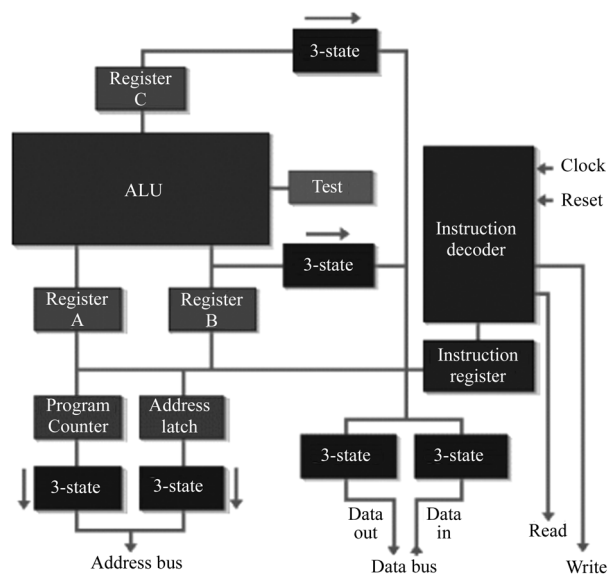 3-state
Register
C
ALU
Test
Clock
Reset
Instruction
decoder
3-state
Register
A
Register
B
Instruction
register
Program
Counter
Address
latch
3-state
3-state
3-state
3-state
Data
out
Data
in
Address bus
Data bus
Read
Write